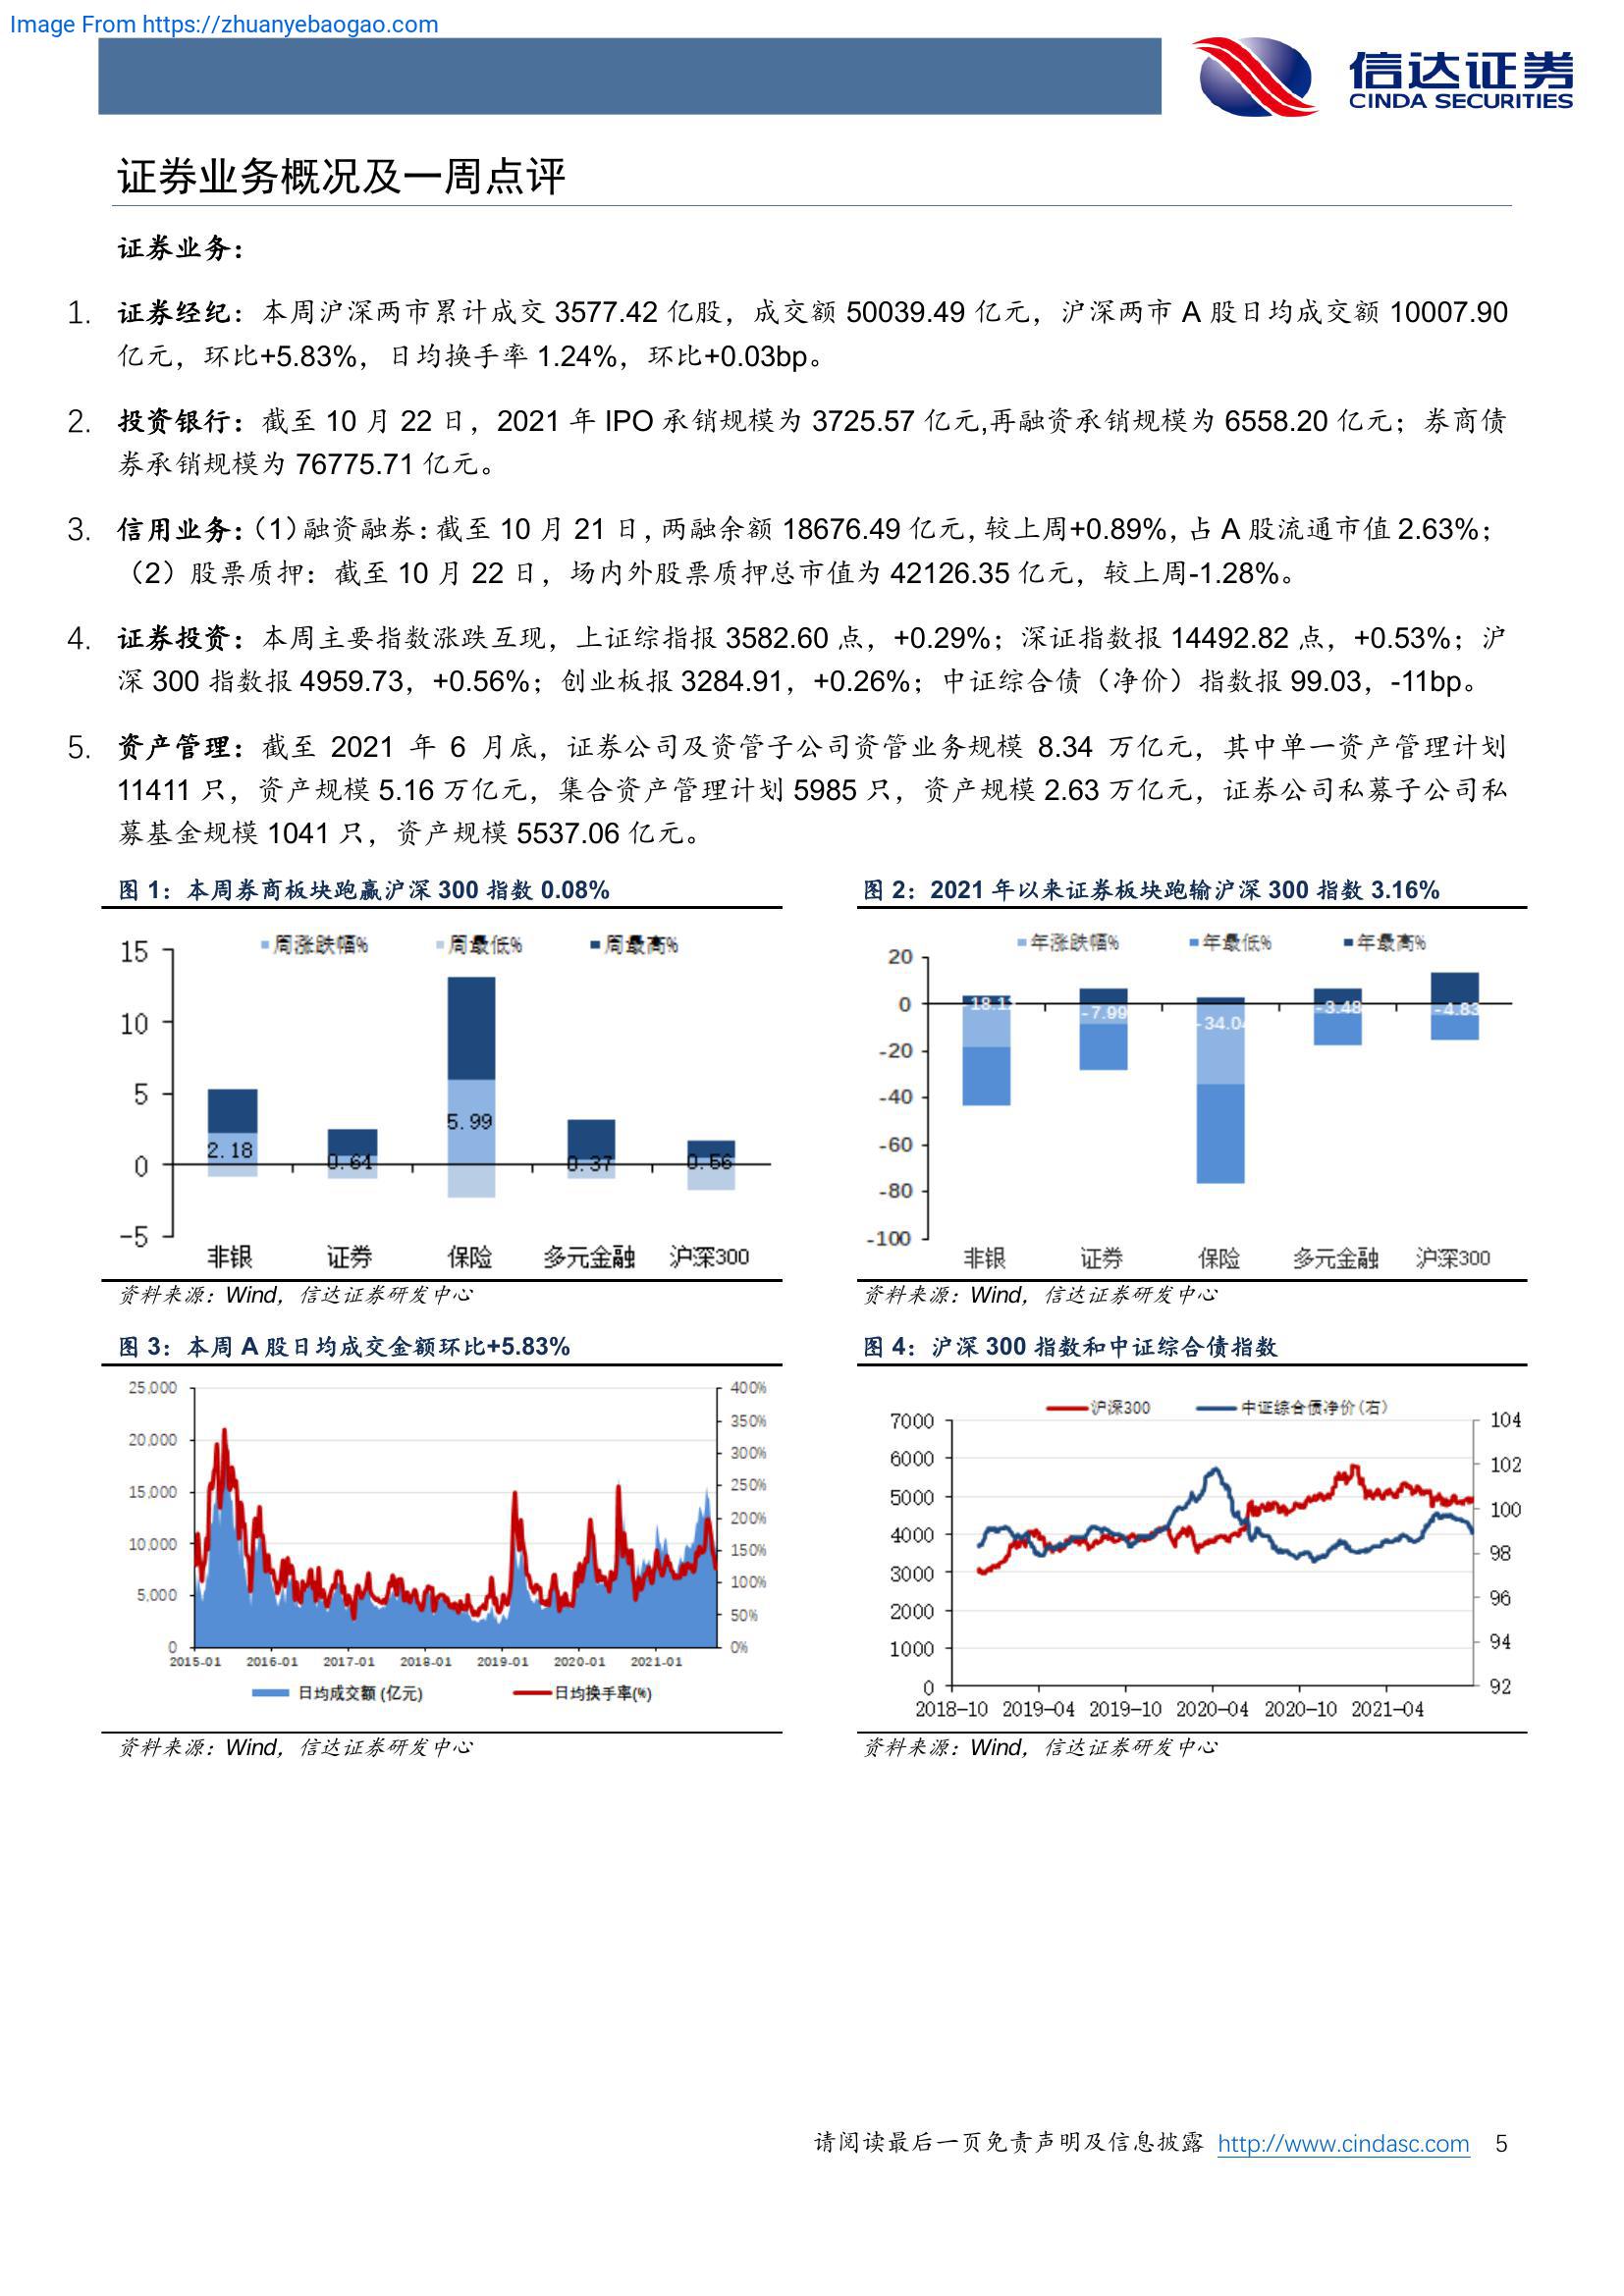 Image From https://zhuanyebaogao.com
信达证券
CINDA SECURITIES
证券业务概况及一周点评
证券业务：
1. 证券经纪：本周沪深两市累计成交 3577.42 亿股，成交额 50039.49 亿元，沪深两市 A 股日均成交额 10007.90
亿元，环比+5.83%，日均换手率 1.24%，环比+0.03bp。
2. 投资银行：截至 10 月 22 日，2021 年 IPO 承销规模为 3725.57 亿元,再融资承销规模为 6558.20 亿元；券商债
券承销规模为 76775.71 亿元。
3. 信用业务：（1）融资融券：截至 10 月 21 日，两融余额 18676.49 亿元，较上周+0.89%，占 A 股流通市值 2.63%；
（2）股票质押：截至 10 月 22 日，场内外股票质押总市值为 42126.35 亿元，较上周-1.28%。
4. 证券投资：本周主要指数涨跌互现，上证综指报 3582.60 点，+0.29%；深证指数报 14492.82 点，+0.53%；沪
深 300 指数报 4959.73，+0.56%；创业板报 3284.91，+0.26%；中证综合债（净价）指数报 99.03，-11bp。
5. 资产管理：截至 2021 年 6 月底，证券公司及资管子公司资管业务规模 8.34 万亿元，其中单一资产管理计划
11411 只，资产规模 5.16 万亿元，集合资产管理计划 5985 只，资产规模 2.63 万亿元，证券公司私募子公司私
募基金规模 1041 只，资产规模 5537.06 亿元。
图 1：本周券商板块跑赢沪深 300 指数 0.08%
周涨跌幅% 周最低% 周最高%
15
10
5
0
-5
2.18 0.64 5.99 0.37 0.56
非银 证券 保险 多元金融 沪深300
资料来源：Wind，信达证券研发中心
图 2：2021 年以来证券板块跑输沪深 300 指数 3.16%
年涨跌幅% 年最低% 年最高%
20
0
-20
-40
-60
-80
-100
-7.99 -3.48 -4.83
非银 证券 保险 多元金融 沪深300
资料来源：Wind，信达证券研发中心
图 3：本周 A 股日均成交金额环比+5.83%
25,000 400%
350%
20,000 300%
15,000 250%
200%
10,000 150%
100%
5,000 50%
0 0%
2015-01 2016-01 2017-01 2018-01 2019-01 2020-01 2021-01
日均成交额 (亿元) 日均换手率(%)
资料来源：Wind，信达证券研发中心
图 4：沪深 300 指数和中证综合债指数
沪深300 中证综合债净价(右)
7000 104
6000 102
5000 100
4000 98
3000 96
2000 94
1000
0 92
2018-10 2019-04 2019-10 2020-04 2020-10 2021-04
资料来源：Wind，信达证券研发中心
请阅读最后一页免责声明及信息披露 http://www.cindasc.com 5